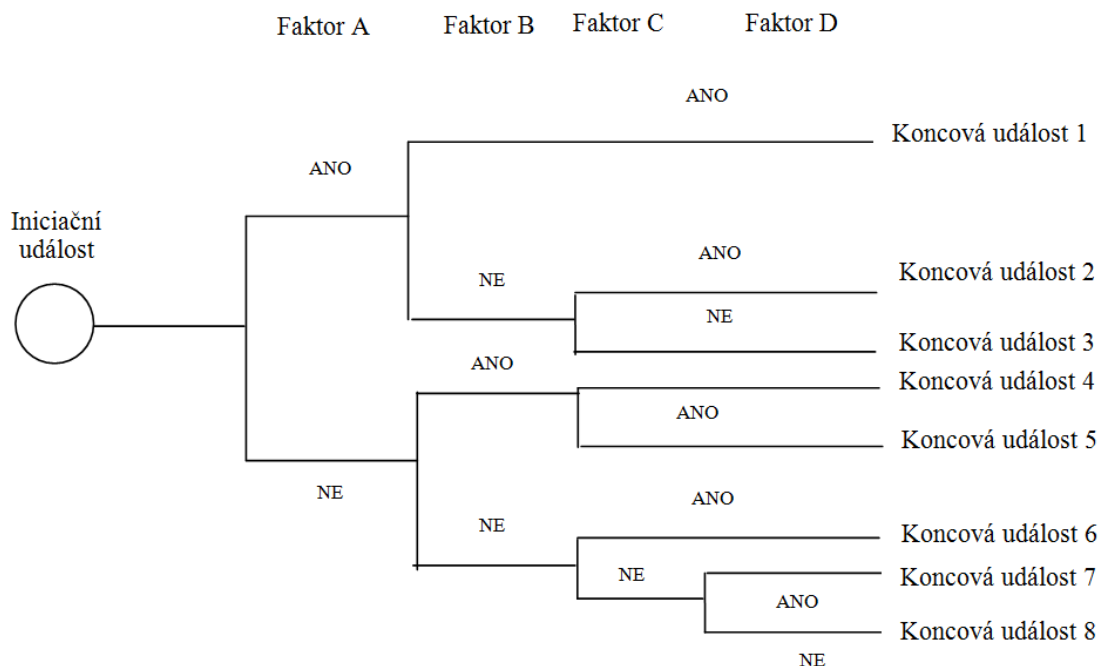 Faktor A
Faktor B
Faktor C
Faktor D
ANO
Koncová událost 1
ANO
Iniciační
událost
ANO
NE
Koncová událost 2
NE
Koncová událost 3
ANO
Koncová událost 4
ANO
Koncová událost 5
NE
ANO
NE
Koncová událost 6
NE
Koncová událost 7
ANO
Koncová událost 8
NE